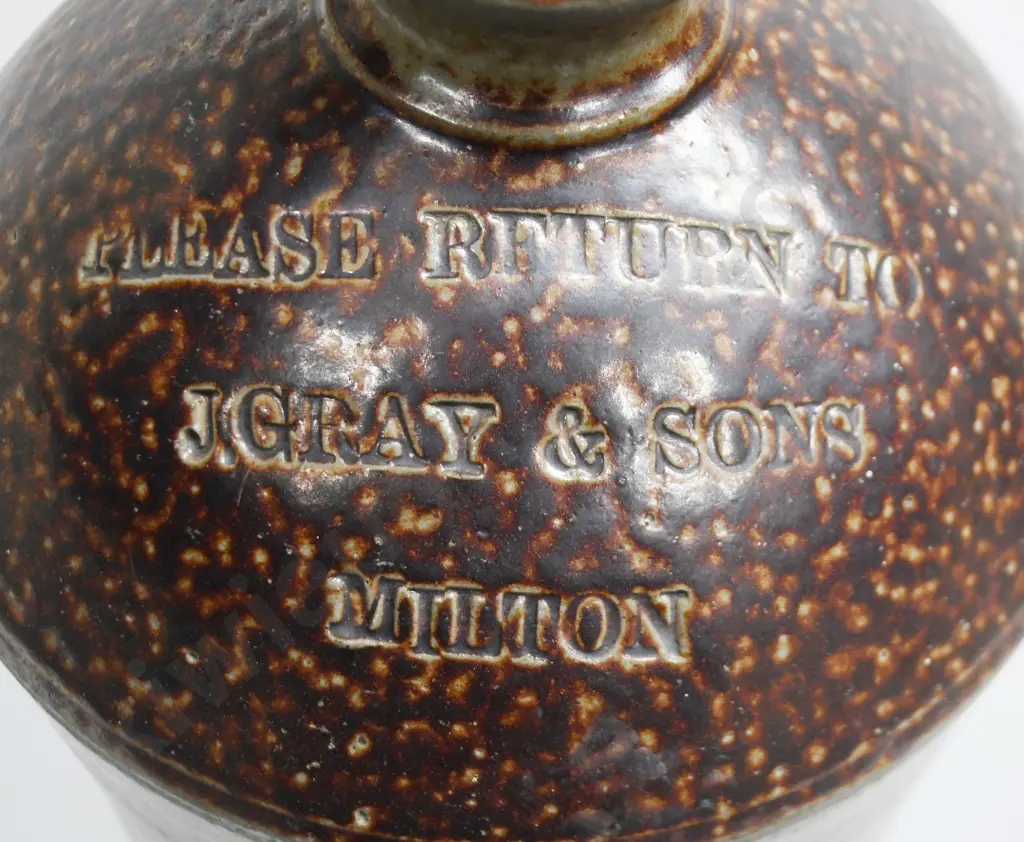 PLEASE RETURN TO
J. GRAY & SONS
MILTON